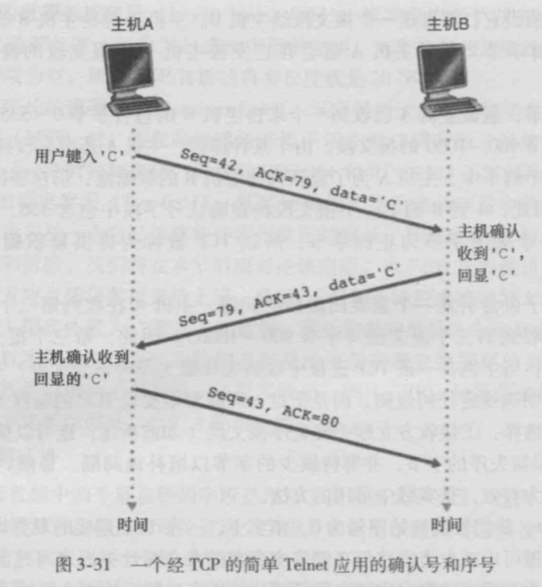 主机A
主机B
用户键入'C'
Seq=42, ACK=79, data='C'
主机确认
收到'C',
回显'C'
Seq=79, ACK=43, data='C'
主机确认收到
回显的'C'
Seq=43, ACK=80
时间
时间
图 3-31 一个经 TCP 的简单 Telnet 应用的确认号和序号